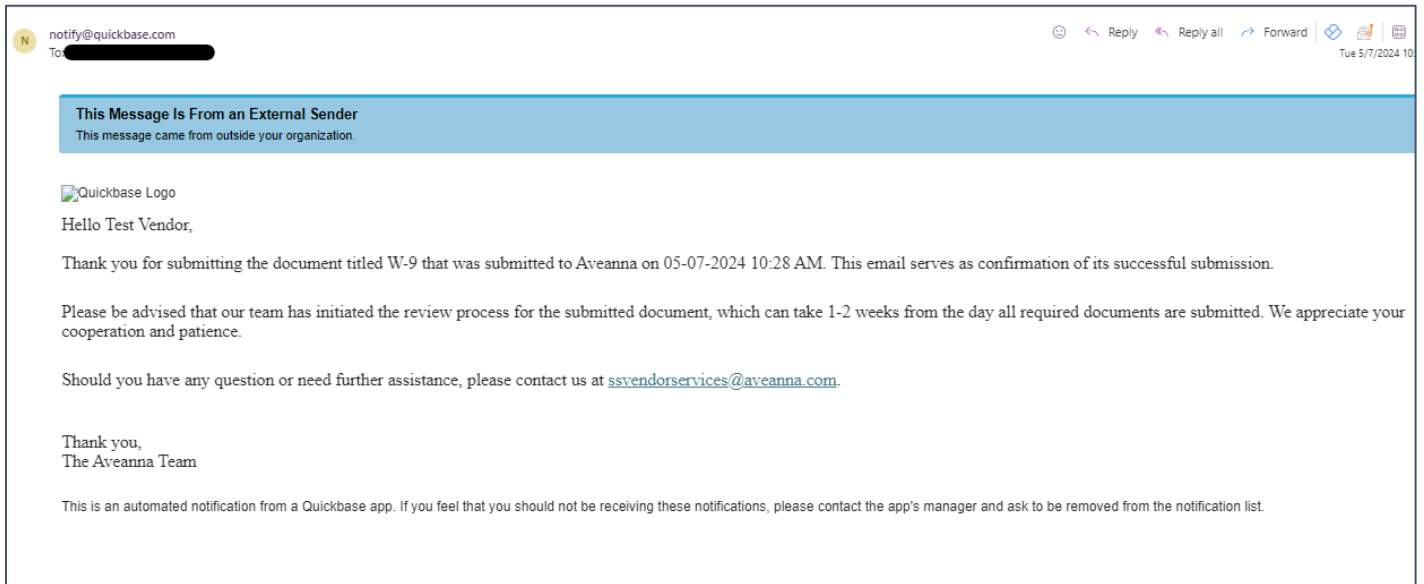 N
notify@quickbase.com
To:
Reply
Reply all
Forward
Tue 5/7/2024 10:
This Message Is From an External Sender
This message came from outside your organization.
Quickbase Logo
Hello Test Vendor,
Thank you for submitting the document titled W-9 that was submitted to Aveanna on 05-07-2024 10:28 AM. This email serves as confirmation of its successful submission.
Please be advised that our team has initiated the review process for the submitted document, which can take 1-2 weeks from the day all required documents are submitted. We appreciate your
cooperation and patience.
Should you have any question or need further assistance, please contact us at ssvendorservices@aveanna.com.
Thank you,
The Aveanna Team
This is an automated notification from a Quickbase app. If you feel that you should not be receiving these notifications, please contact the app's manager and ask to be removed from the notification list.